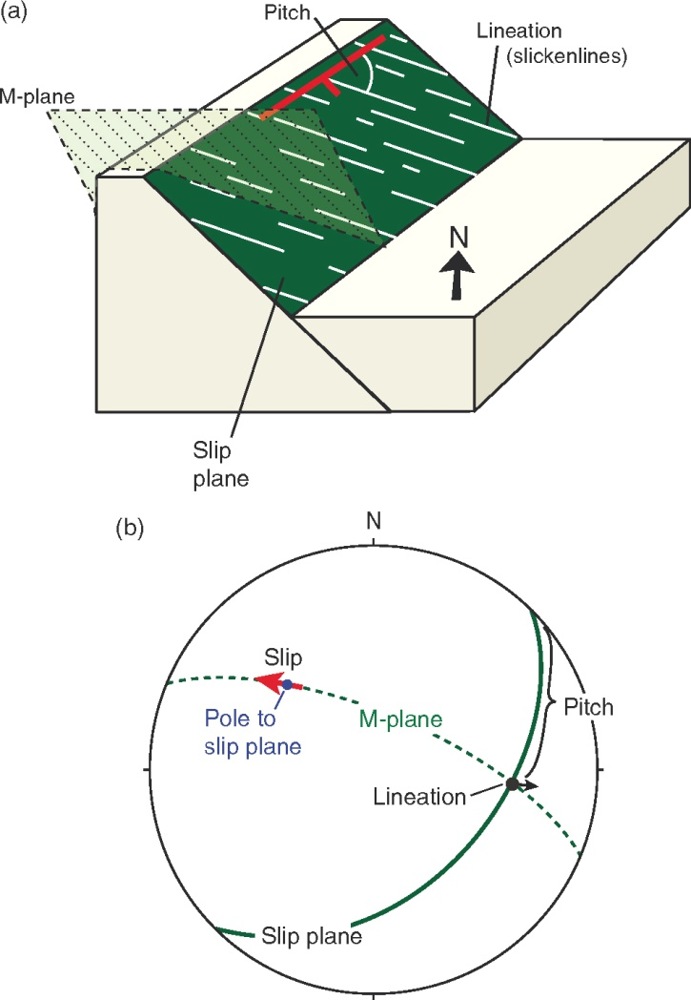 (a)
Pitch
Lineation
(slickenlines)
M-plane
N
Slip
plane
(b)
N
Slip
Pole to
slip plane
M-plane
Pitch
Lineation
Slip plane